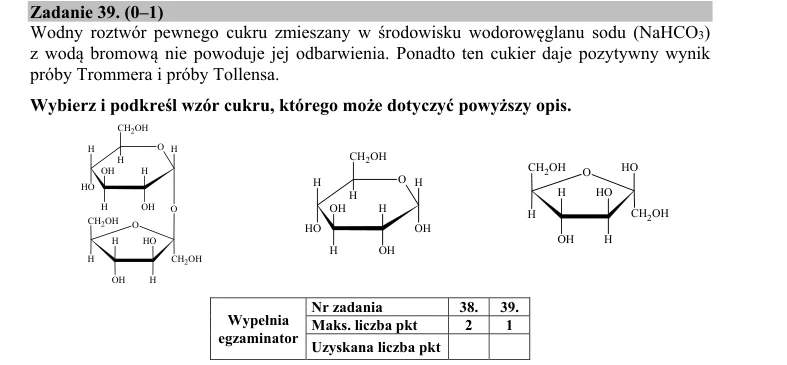 Zadanie 39. (0–1)
Wodny roztwór pewnego cukru zmieszany w środowisku wodorowęglanu sodu (NaHCO₃)
z wodą bromową nie powoduje jej odbarwienia. Ponadto ten cukier daje pozytywny wynik
próby Trommera i próby Tollensa.
Wybierz i podkreśl wzór cukru, którego może dotyczyć powyższy opis.
CH₂OH
H O H
H
OH H
HO
H OH O
CH₂OH O
H HO
H CH₂OH
OH H
CH₂OH
H O H
H
OH H
HO OH
H OH
CH₂OH O HO
H HO
H CH₂OH
OH H
Wypełnia egzaminator
Nr zadania 38. 39.
Maks. liczba pkt 2 1
Uzyskana liczba pkt